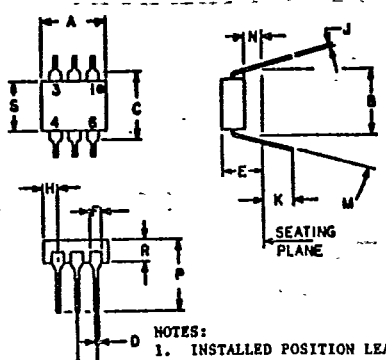 A
N
J
3 1
S
C
B
4 6
E
K
M
H
F
SEATING
PLANE
R
P
D
NOTES:
1. INSTALLED POSITION LEA